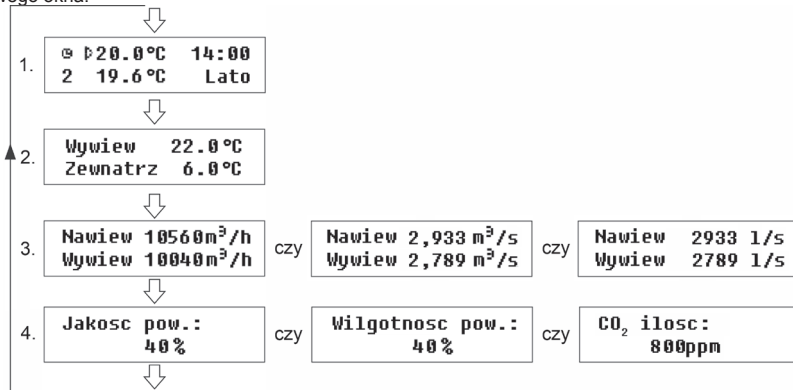 wego okna.
1.
20.0°C 14:00
2 19.6°C Lato
2.
Wywiew 22.0°C
Zewnatrz 6.0°C
3.
Nawiew 10560m³/h
Wywiew 10040m³/h
czy
Nawiew 2,933 m³/s
Wywiew 2,789 m³/s
czy
Nawiew 2933 l/s
Wywiew 2789 l/s
4.
Jakosc pow.:
40%
czy
Wilgotnosc pow.:
40%
czy
CO₂ ilosc:
800ppm